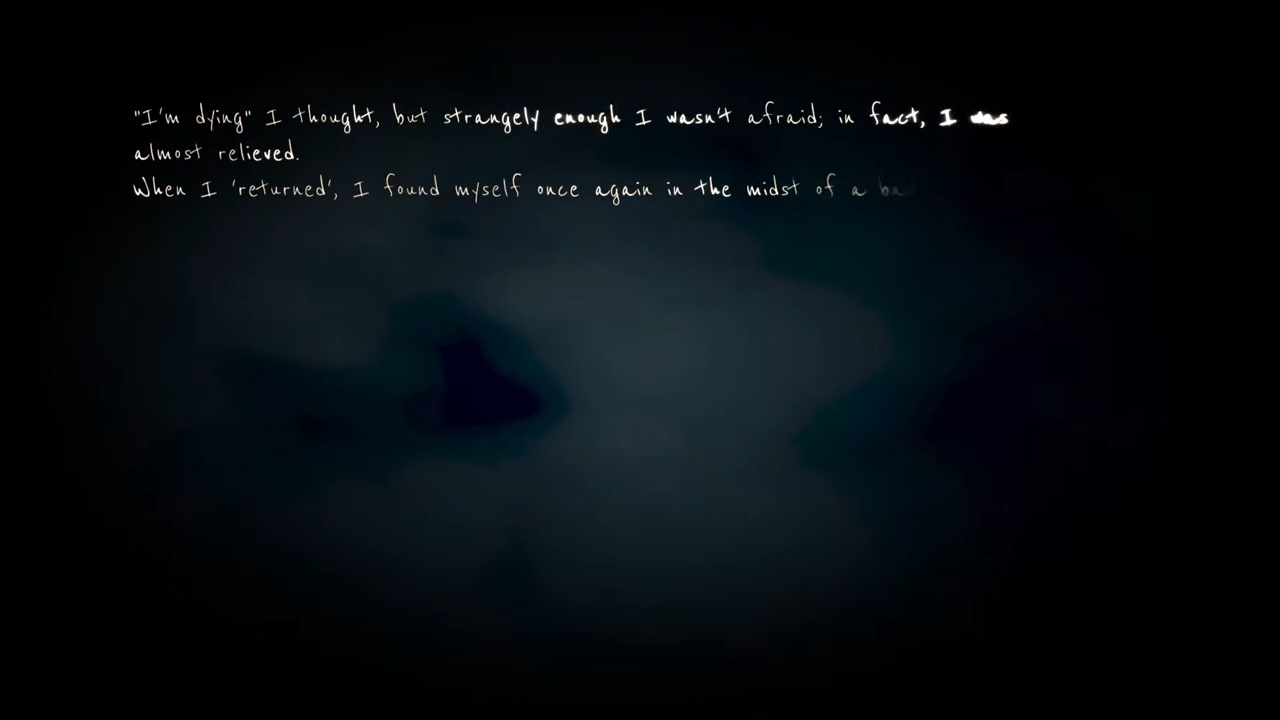 "I'm dying" I thought, but strangely enough I wasn't afraid; in fact, I was
almost relieved.
When I 'returned', I found myself once again in the midst of a